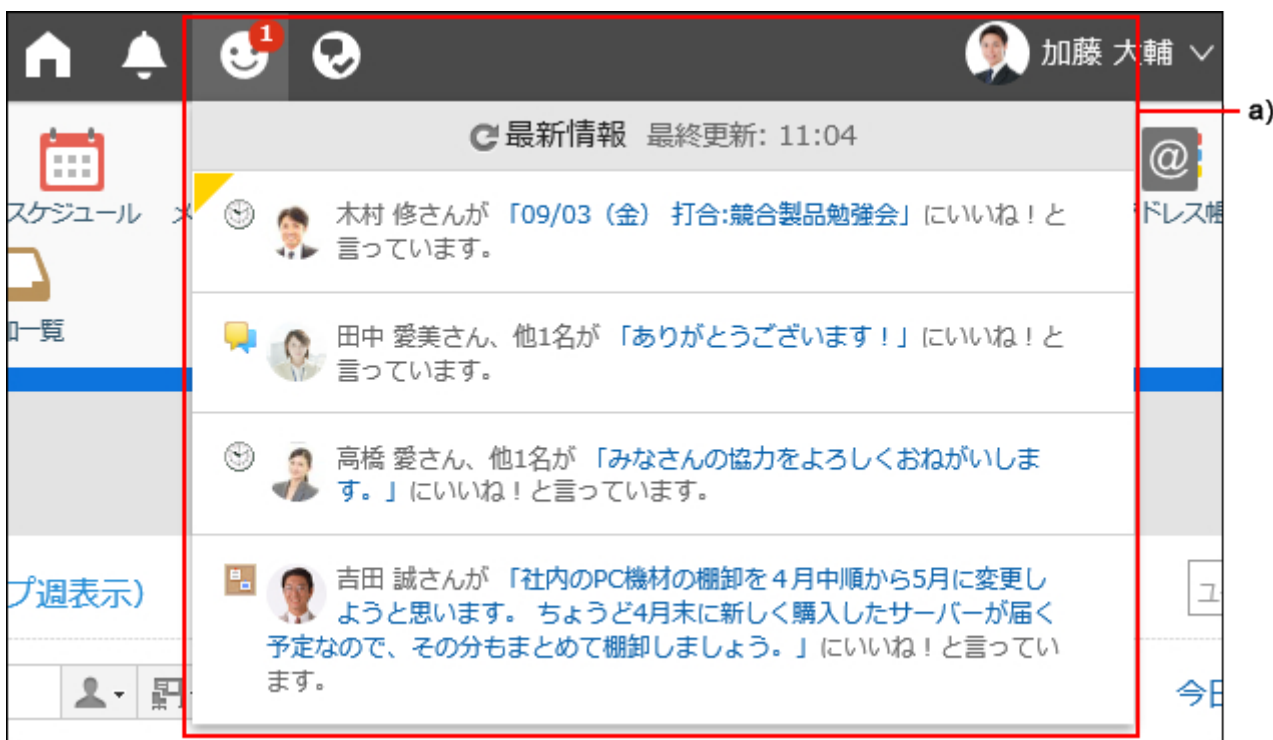 1
加藤 大輔
a)
最新情報 最終更新: 11:04
@
スケジュール
ドレス帳
木村 修さんが 「09/03（金） 打合:競合製品勉強会」にいいね！と
言っています。
一覧
田中 愛美さん、他1名が 「ありがとうございます！」にいいね！と
言っています。
高橋 愛さん、他1名が 「みなさんの協力をよろしくおねがいしま
す。」にいいね！と言っています。
プ週表示）
吉田 誠さんが 「社内のPC機材の棚卸を４月中順から5月に変更し
ようと思います。 ちょうど4月末に新しく購入したサーバーが届く
予定なので、その分もまとめて棚卸しましょう。」にいいね！と言ってい
ます。
ユ
今日